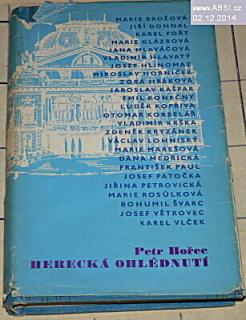 © www.ABSI.cz
02.12.2014
MARIE BROŽOVÁ
JIŘÍ DOHNAL
KAREL FOŘT
MARIE GLÁZROVÁ
JANA HLAVÁČOVÁ
VLADIMÍR HLAVATÝ
JOSEF HLINOMAZ
MIROSLAV HORNÍČEK
ZORA JIRÁKOVÁ
JAROSLAV KAŠPAR
EMIL KONEČNÝ
LUDĚK KOPŘIVA
OTOMAR KORBELÁŘ
VLADIMÍR KRŠKA
ZDENĚK KRYZÁNEK
VÁCLAV LOHNISKÝ
MARIE MAREŠOVÁ
DANA MEDŘICKÁ
FRANTIŠEK PAUL
JOSEF PATOČKA
JIŘINA PETROVICKÁ
MARIE ROSŮLKOVÁ
BOHUMIL ŠVARC
JOSEF VĚTROVEC
KAREL VLČEK
Petr Hořec
HERECKÁ OHLÉDNUTÍ